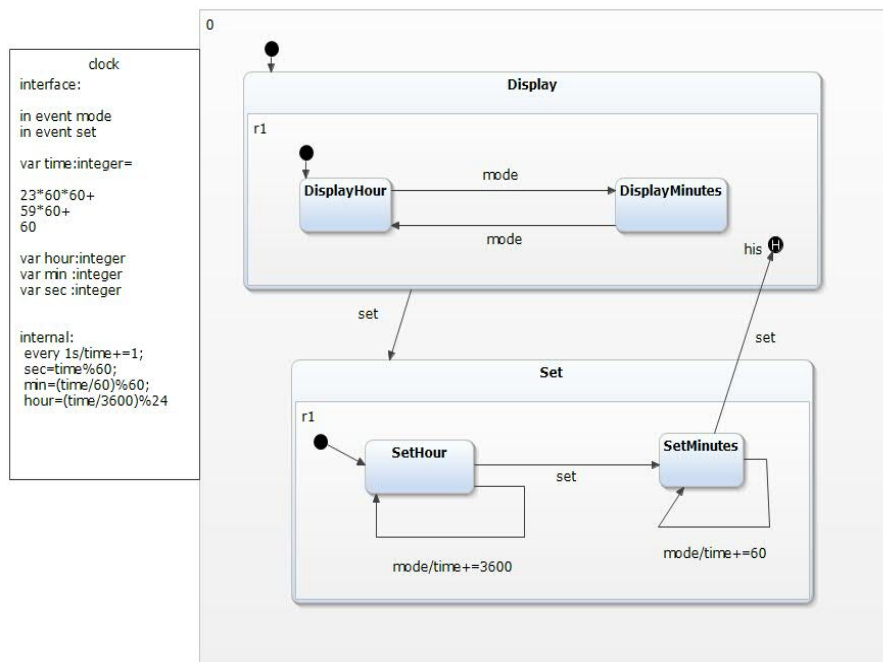 0
clock
interface:
in event mode
in event set
var time:integer=
23*60*60+
59*60+
60
var hour:integer
var min :integer
var sec :integer
internal:
every 1s/time+=1;
sec=time%60;
min=(time/60)%60;
hour=(time/3600)%24
Display
r1
DisplayHour
mode
DisplayMinutes
mode
his
H
set
set
Set
r1
SetHour
set
SetMinutes
mode/time+=3600
mode/time+=60